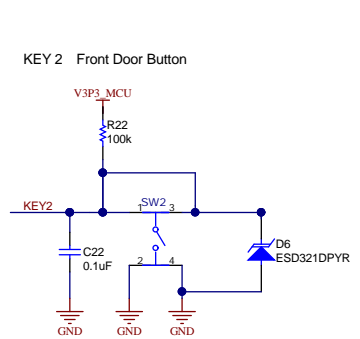 KEY 2   Front Door Button
V3P3_MCU
R22
100k
KEY2
1 SW2 3
C22
0.1uF
2 4
D6
ESD321DPYR
GND GND GND